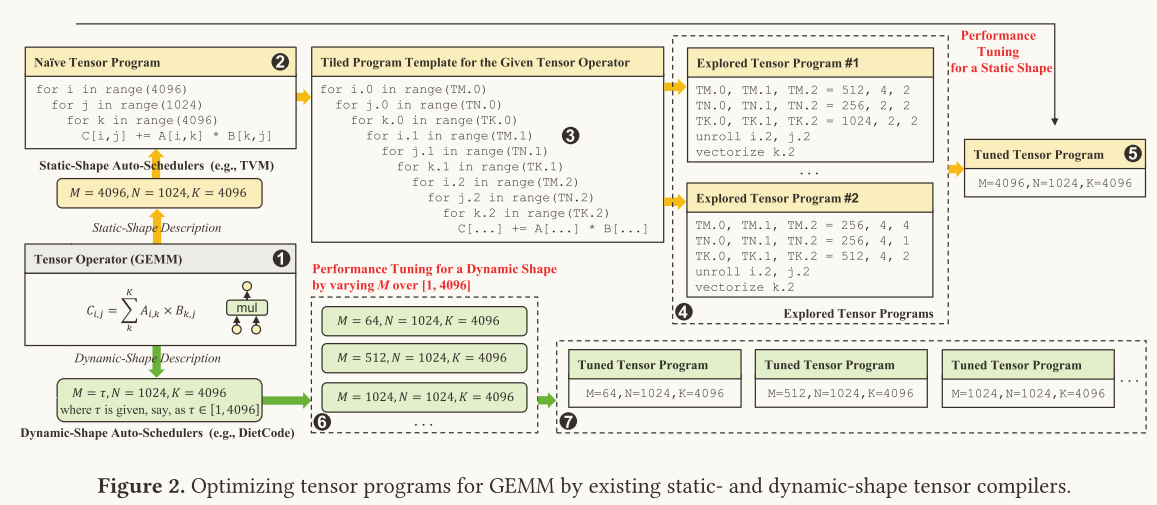 Performance
Tuning
for a Static Shape
Naïve Tensor Program
2
for i in range(4096)
for j in range(1024)
for k in range(4096)
C[i,j] += A[i,k] * B[k,j]
Static-Shape Auto-Schedulers (e.g., TVM)
M = 4096, N = 1024, K = 4096
Static-Shape Description
Tensor Operator (GEMM)
1
C_{i,j} = \sum_{k}^{K} A_{i,k} × B_{k,j}
mul
Dynamic-Shape Description
M = τ, N = 1024, K = 4096
where τ is given, say, as τ ∈ [1, 4096]
Dynamic-Shape Auto-Schedulers (e.g., DietCode)
Tiled Program Template for the Given Tensor Operator
for i.0 in range(TM.0)
for j.0 in range(TN.0)
for k.0 in range(TK.0)
for i.1 in range(TM.1)
3
for j.1 in range(TN.1)
for k.1 in range(TK.1)
for i.2 in range(TM.2)
for j.2 in range(TN.2)
for k.2 in range(TK.2)
C[...] += A[...] * B[...]
Explored Tensor Program #1
TM.0, TM.1, TM.2 = 512, 4, 2
TN.0, TN.1, TN.2 = 256, 2, 2
TK.0, TK.1, TK.2 = 1024, 2, 2
unroll i.2, j.2
vectorize k.2
...
Explored Tensor Program #2
TM.0, TM.1, TM.2 = 256, 4, 4
TN.0, TN.1, TN.2 = 256, 4, 1
TK.0, TK.1, TK.2 = 512, 4, 2
unroll i.2, j.2
vectorize k.2
4
Explored Tensor Programs
Tuned Tensor Program
5
M=4096,N=1024,K=4096
Performance Tuning for a Dynamic Shape
by varying M over [1, 4096]
M = 64, N = 1024, K = 4096
M = 512, N = 1024, K = 4096
M = 1024, N = 1024, K = 4096
6
...
Tuned Tensor Program
M=64,N=1024,K=4096
Tuned Tensor Program
M=512,N=1024,K=4096
Tuned Tensor Program
M=1024,N=1024,K=4096
...
7
Figure 2. Optimizing tensor programs for GEMM by existing static- and dynamic-shape tensor compilers.